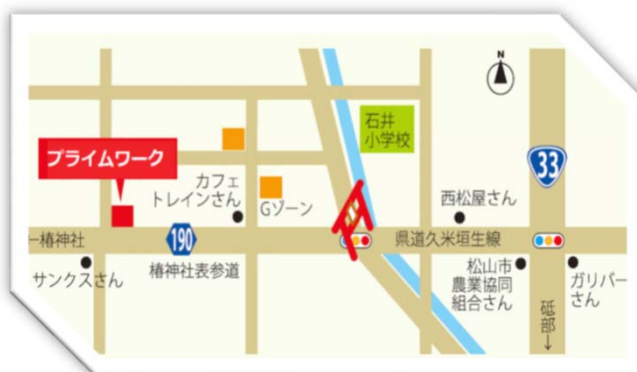 N
石井
小学校
33
プライムワーク
カフェ
トレインさん
Gゾーン
西松屋さん
一椿神社
190
県道久米垣生線
サンクスさん
椿神社表参道
松山市
農業協同
組合さん
ガリバー
さん
砥部→